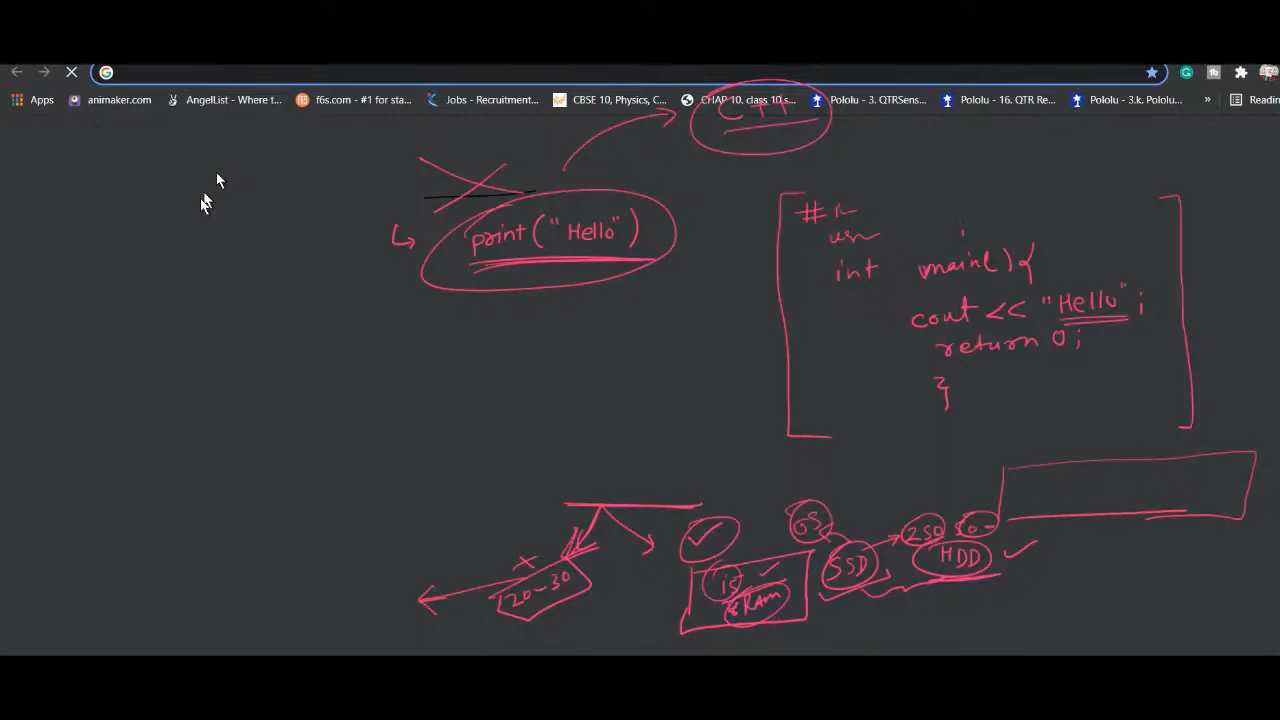 Apps animaker.com AngelList - Where t... f6s.com - #1 for sta... Jobs - Recruitment... CBSE 10, Physics, C... CHAP 10. class 10 s... Pololu - 3. QTRSens... Pololu - 16. QTR Re... Pololu - 3.k. Pololu... » Reading
C++
print("Hello")
int main() {
cout << "Hello";
return 0;
}
OS
SSD
250
HDD
i5
8 RAM
20-30